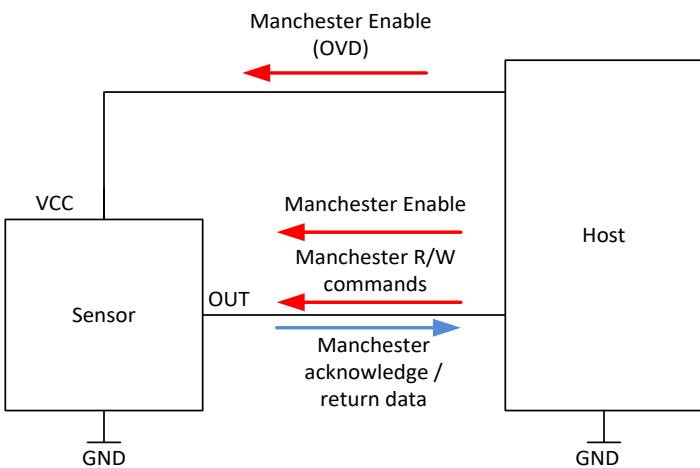 Manchester Enable
(OVD)
VCC
Manchester Enable
Host
Manchester R/W
commands
OUT
Sensor
Manchester
acknowledge /
return data
GND
GND